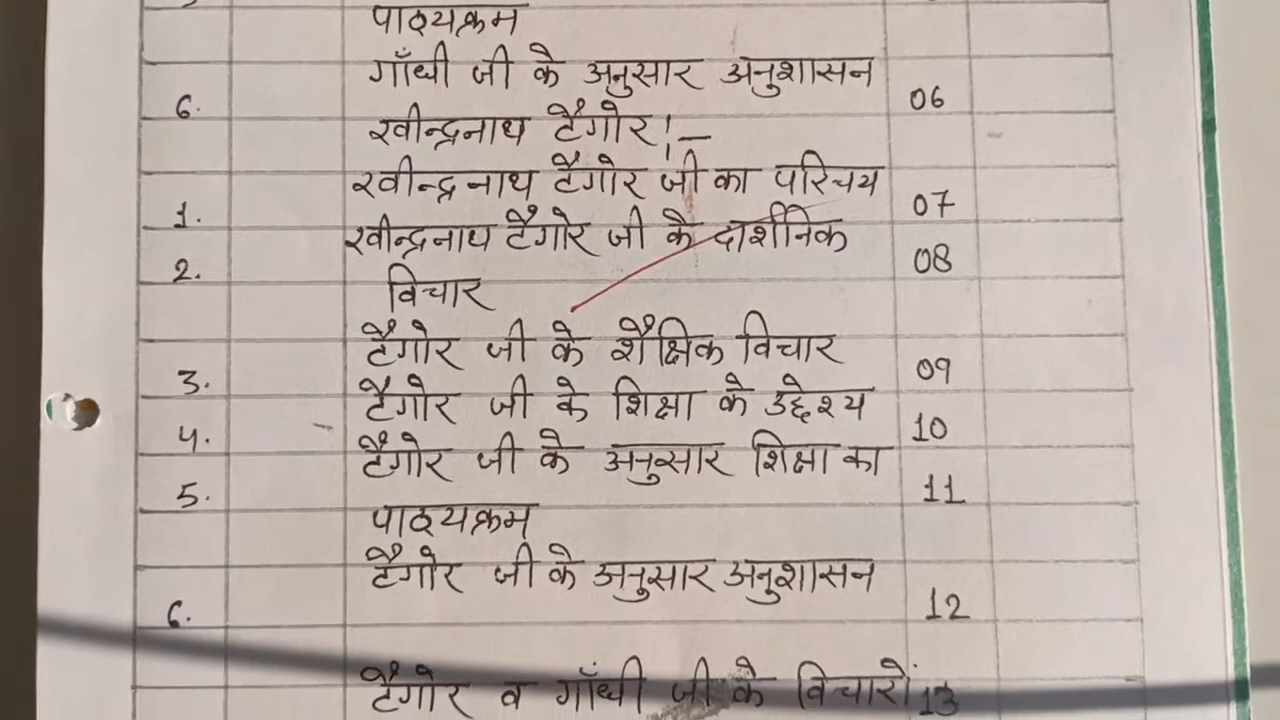 पाठ्यक्रम
6. गाँधी जी के अनुसार अनुशासन 06
रवीन्द्रनाथ टैगोर:-
1. रवीन्द्रनाथ टैगोर जी का परिचय 07
2. रवीन्द्रनाथ टैगोर जी के दार्शनिक 08
विचार
3. टैगोर जी के शैक्षिक विचार 09
4. टैगोर जी के शिक्षा के उद्देश्य 10
5. टैगोर जी के अनुसार शिक्षा का 11
पाठ्यक्रम
6. टैगोर जी के अनुसार अनुशासन 12
टैगोर व गाँधी जी के विचारों 13